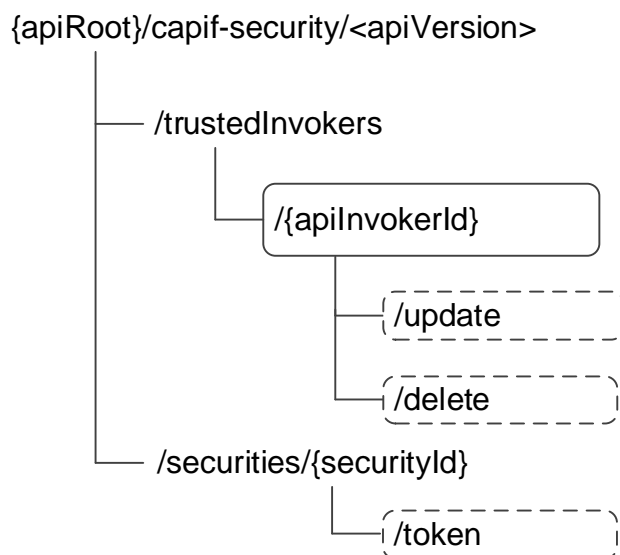 {apiRoot}/capif-security/<apiVersion>
/trustedInvokers
/{apiInvokerId}
/update
/delete
/securities/{securityId}
/token